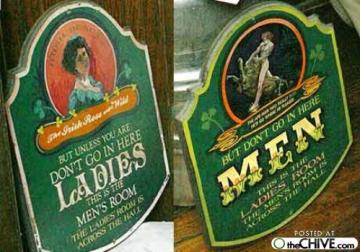 The Irish Rose and Wild
BUT UNLESS YOU ARE
DON'T GO IN HERE
LADIES
THIS IS THE
MEN'S ROOM
THE LADIES ROOM IS
ACROSS THE HALL
BUT DON'T GO IN HERE
MEN
THIS IS THE
LADIES ROOM
THE MEN'S ROOM IS
ACROSS THE HALL
POSTED AT
theCHIVE.com